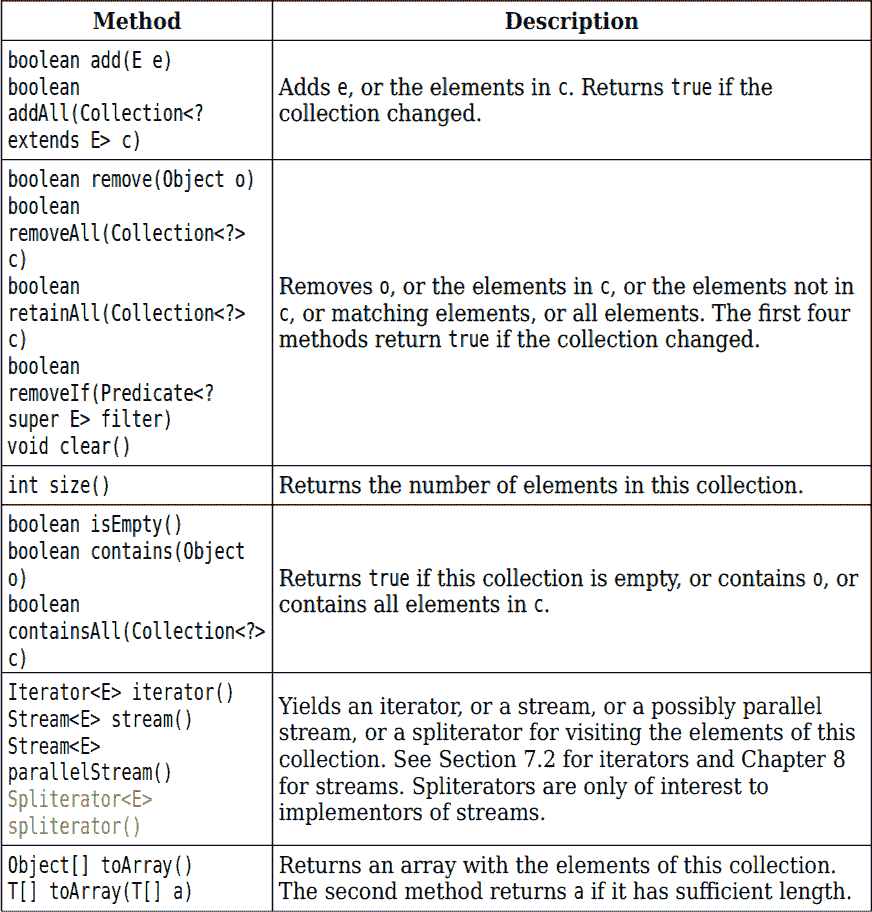 Method
Description
boolean add(E e)
boolean
addAll(Collection<?
extends E> c)
Adds e, or the elements in c. Returns true if the
collection changed.
boolean remove(Object o)
boolean
removeAll(Collection<?>
c)
boolean
retainAll(Collection<?>
c)
boolean
removeIf(Predicate<?
super E> filter)
void clear()
Removes o, or the elements in c, or the elements not in
c, or matching elements, or all elements. The first four
methods return true if the collection changed.
int size()
Returns the number of elements in this collection.
boolean isEmpty()
boolean contains(Object
o)
boolean
containsAll(Collection<?>
c)
Returns true if this collection is empty, or contains o, or
contains all elements in c.
Iterator<E> iterator()
Stream<E> stream()
Stream<E>
parallelStream()
Spliterator<E>
spliterator()
Yields an iterator, or a stream, or a possibly parallel
stream, or a spliterator for visiting the elements of this
collection. See Section 7.2 for iterators and Chapter 8
for streams. Spliterators are only of interest to
implementors of streams.
Object[] toArray()
T[] toArray(T[] a)
Returns an array with the elements of this collection.
The second method returns a if it has sufficient length.